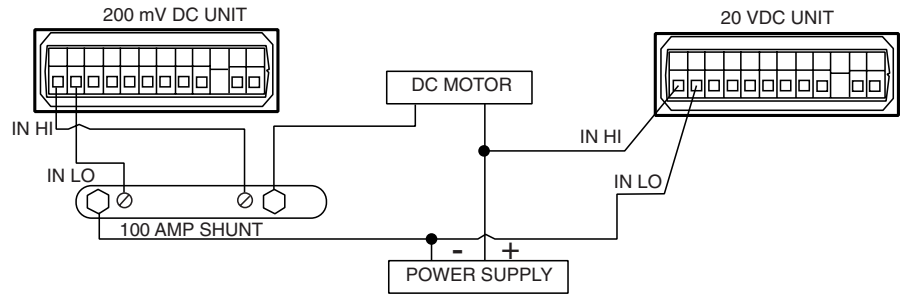 200 mV DC UNIT
20 VDC UNIT
DC MOTOR
IN HI
IN HI
IN LO
IN LO
100 AMP SHUNT
- +
POWER SUPPLY